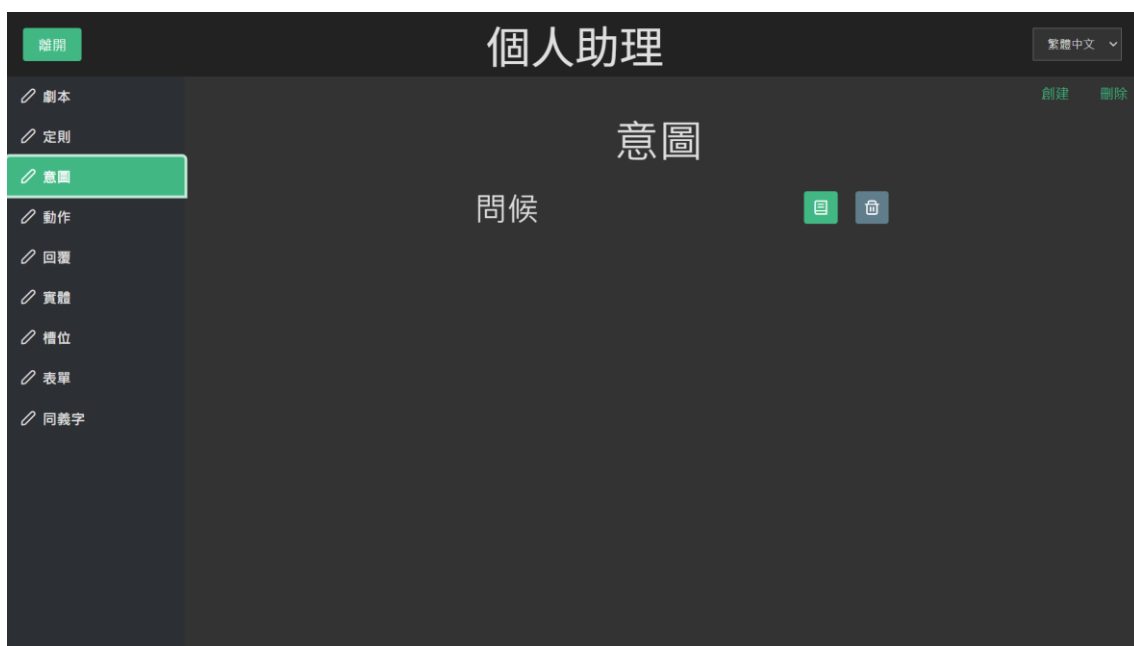 離開
個人助理
繁體中文
劇本
定則
意圖
動作
回覆
實體
槽位
表單
同義字
創建
刪除
意圖
問候